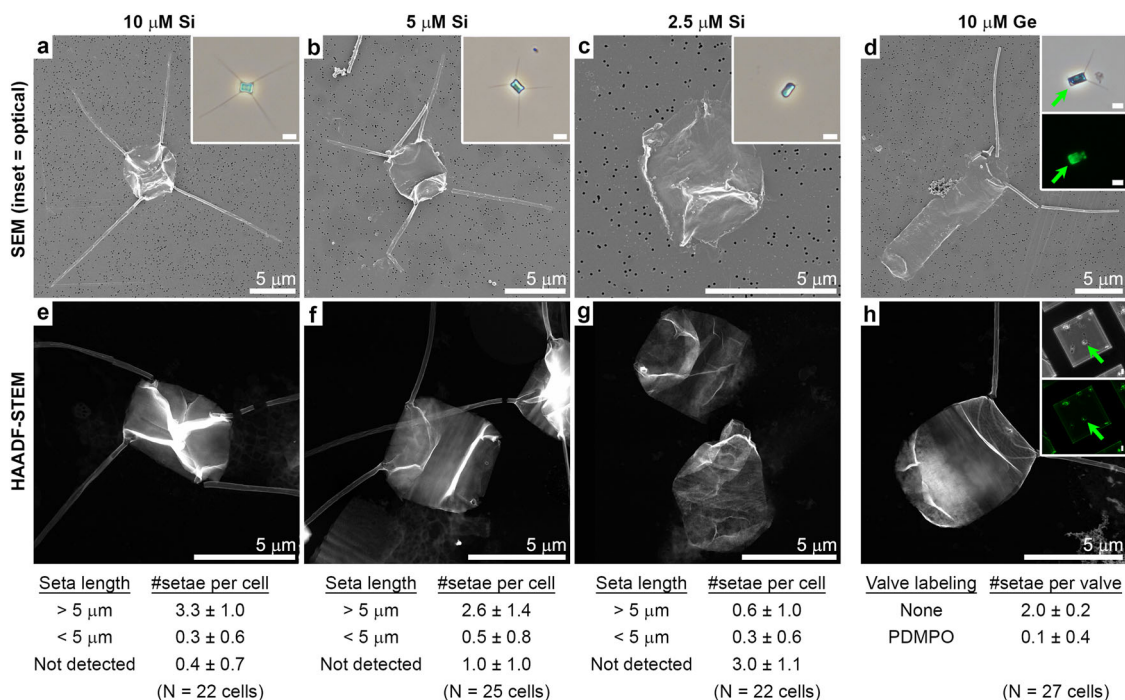 10 μM Si
5 μM Si
2.5 μM Si
10 μM Ge
SEM (inset = optical)
a
b
c
d
5 μm
5 μm
5 μm
5 μm
HAADF-STEM
e
f
g
h
5 μm
5 μm
5 μm
5 μm
Seta length #setae per cell
> 5 μm 3.3 ± 1.0
< 5 μm 0.3 ± 0.6
Not detected 0.4 ± 0.7
(N = 22 cells)
Seta length #setae per cell
> 5 μm 2.6 ± 1.4
< 5 μm 0.5 ± 0.8
Not detected 1.0 ± 1.0
(N = 25 cells)
Seta length #setae per cell
> 5 μm 0.6 ± 1.0
< 5 μm 0.3 ± 0.6
Not detected 3.0 ± 1.1
(N = 22 cells)
Valve labeling #setae per valve
None 2.0 ± 0.2
PDMPO 0.1 ± 0.4
(N = 27 cells)